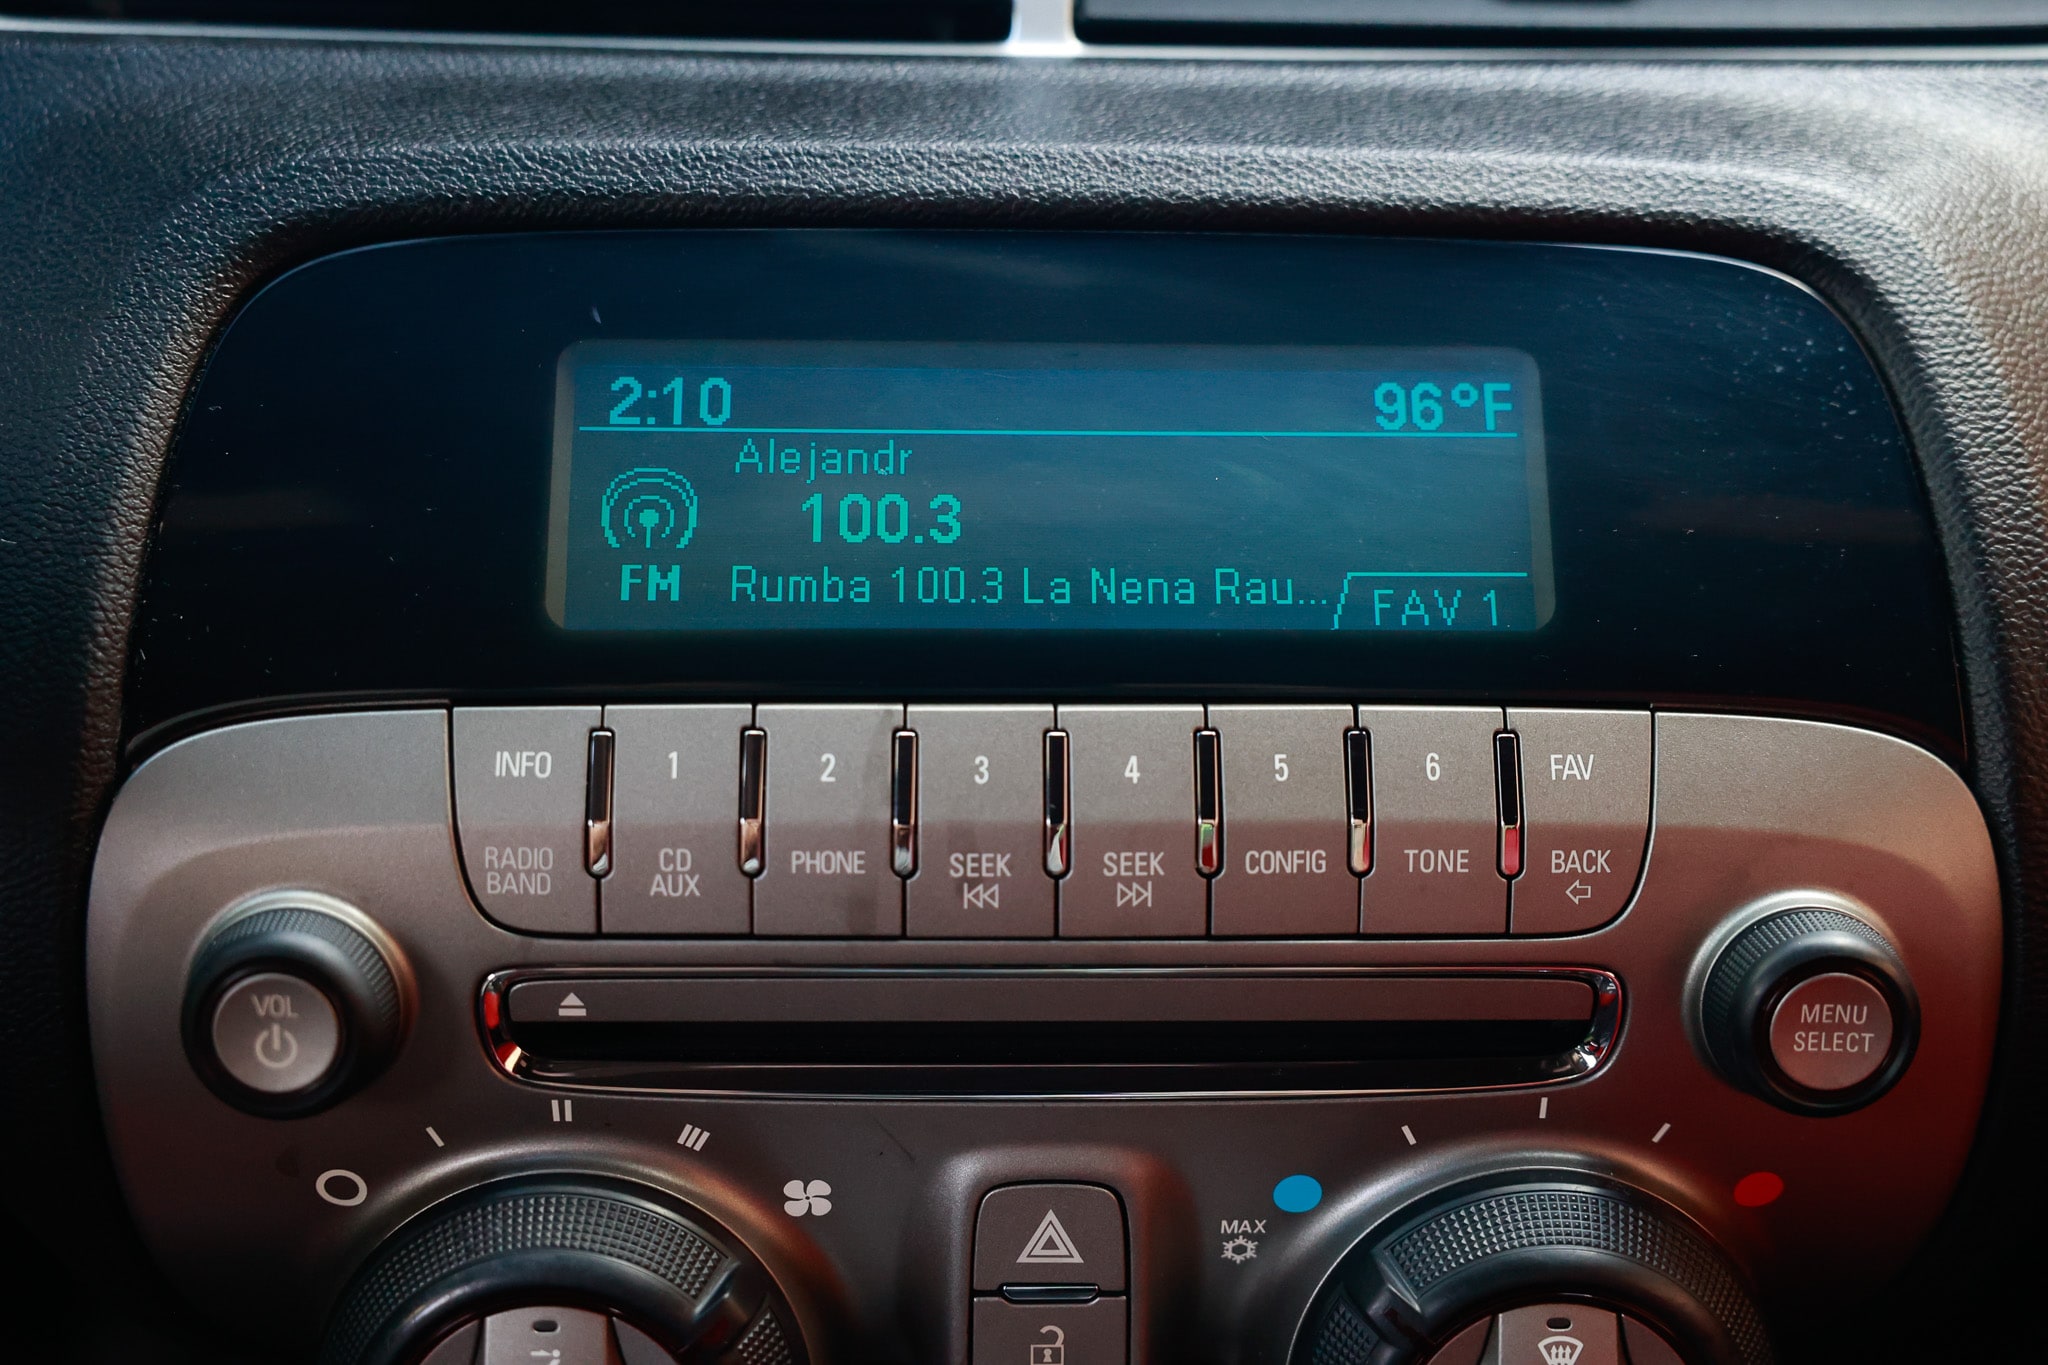 2:10 96°F
Alejandr
100.3
FM Rumba 100.3 La Nena Rau... FAV 1
INFO 1 2 3 4 5 6 FAV
RADIO BAND CD AUX PHONE SEEK SEEK CONFIG TONE BACK
VOL
MENU
SELECT
MAX